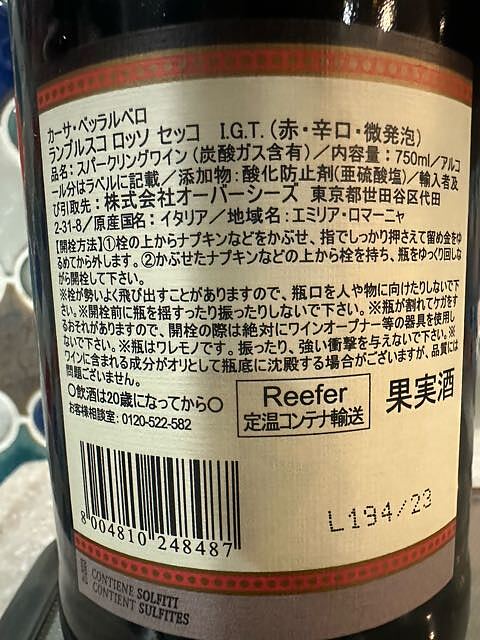 カーサ・ベッラルベロ
ランブルスコ ロッソ セッコ I.G.T.(赤・辛口・微発泡)
品名:スパークリングワイン(炭酸ガス含有)/内容量:750ml/アルコ
ール分はラベルに記載/添加物:酸化防止剤(亜硫酸塩)/輸入者及
び引取先:株式会社オーバーシーズ 東京都世田谷区代田
2-31-8/原産国名:イタリア/地域名:エミリア・ロマーニャ
【開栓方法】①栓の上からナプキンなどをかぶせ、指でしっかり押さえて留め金をゆ
るめてから外します。②かぶせたナプキンなどの上から栓を持ち、瓶をゆっくり回しな
がら開栓して下さい。
※栓が勢いよく飛び出すことがありますので、瓶口を人や物に向けたりしないで下
さい。※開栓前に瓶を揺すったり振ったりしないで下さい。※瓶が割れてケガをす
るおそれがありますので、開栓の際は絶対にワインオープナー等の器具を使用し
ないで下さい。※瓶はワレモノです。振ったり、強い衝撃を与えないで下さい。※
ワインに含まれる成分がオリとして瓶底に沈殿する場合がございますが、品質には
問題ございません。
〇飲酒は20歳になってから〇
お客様相談室:0120-522-582
Reefer
定温コンテナ輸送
果実酒
8 004810 248487
L194/23
CONTIENE SOLFITI
CONTAINS SULFITES